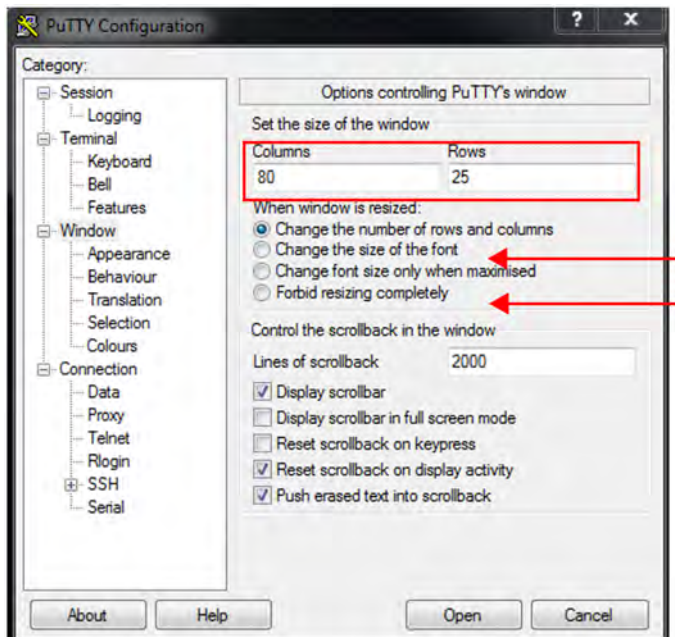 PuTTY Configuration
?
x
Category:
Session
Logging
Terminal
Keyboard
Bell
Features
Window
Appearance
Behaviour
Translation
Selection
Colours
Connection
Data
Proxy
Telnet
Rlogin
SSH
Serial
Options controlling PuTTY's window
Set the size of the window
Columns Rows
80 25
When window is resized:
Change the number of rows and columns
Change the size of the font
Change font size only when maximised
Forbid resizing completely
Control the scrollback in the window
Lines of scrollback 2000
Display scrollbar
Display scrollbar in full screen mode
Reset scrollback on keypress
Reset scrollback on display activity
Push erased text into scrollback
About Help Open Cancel